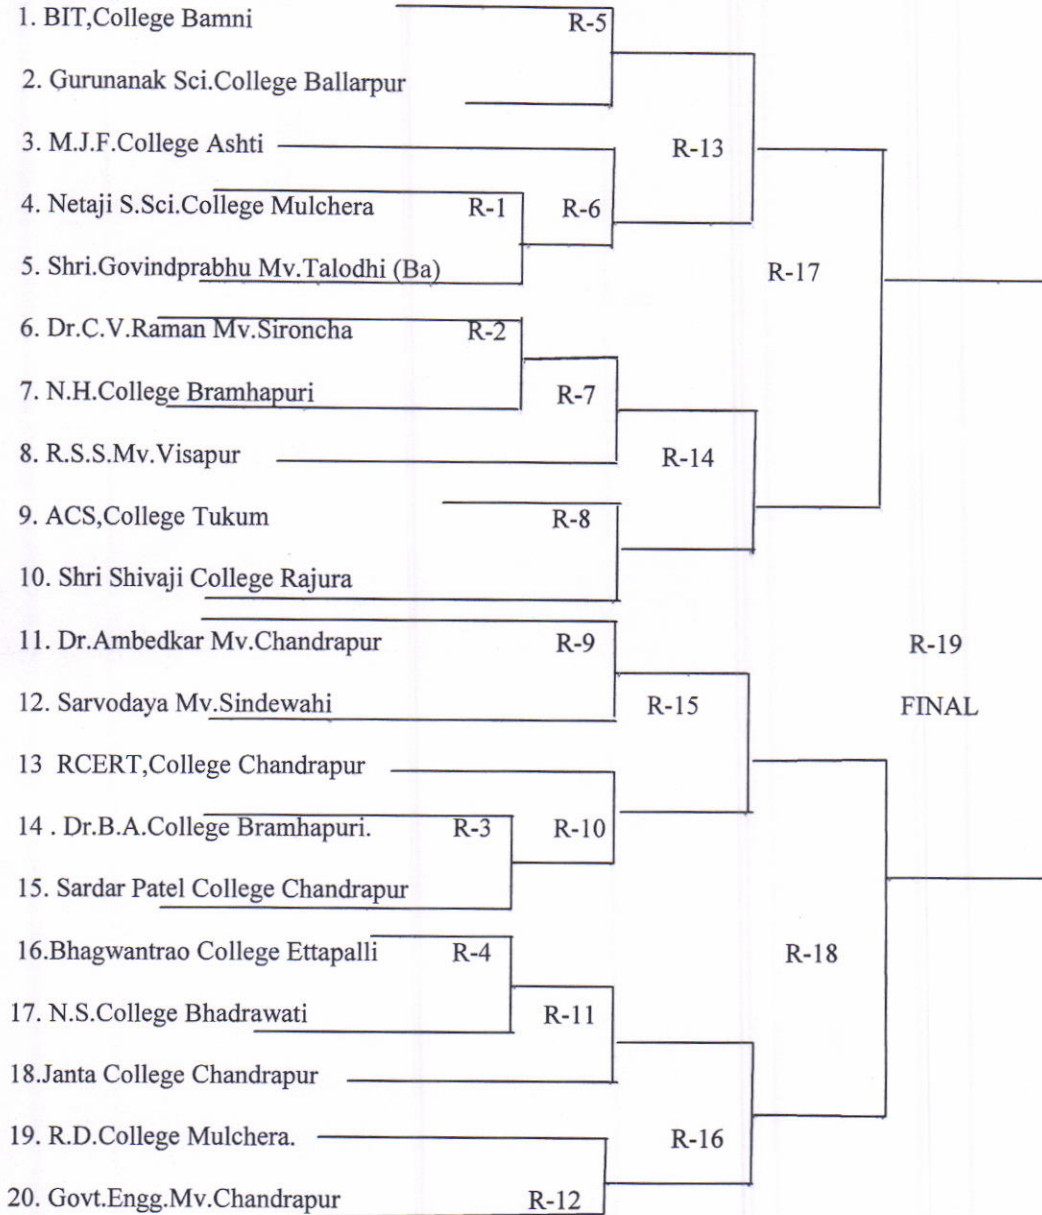 1. BIT,College Bamni R-5
2. Gurunanak Sci.College Ballarpur
3. M.J.F.College Ashti R-13
4. Netaji S.Sci.College Mulchera R-1 R-6
5. Shri.Govindprabhu Mv.Talodhi (Ba) R-17
6. Dr.C.V.Raman Mv.Sironcha R-2
7. N.H.College Bramhapuri R-7
8. R.S.S.Mv.Visapur R-14
9. ACS,College Tukum R-8
10. Shri Shivaji College Rajura
11. Dr.Ambedkar Mv.Chandrapur R-9 R-19
12. Sarvodaya Mv.Sindewahi R-15 FINAL
13 RCERT,College Chandrapur
14 . Dr.B.A.College Bramhapuri. R-3 R-10
15. Sardar Patel College Chandrapur
16.Bhagwantrao College Ettapalli R-4 R-18
17. N.S.College Bhadrawati R-11
18.Janta College Chandrapur
19. R.D.College Mulchera. R-16
20. Govt.Engg.Mv.Chandrapur R-12